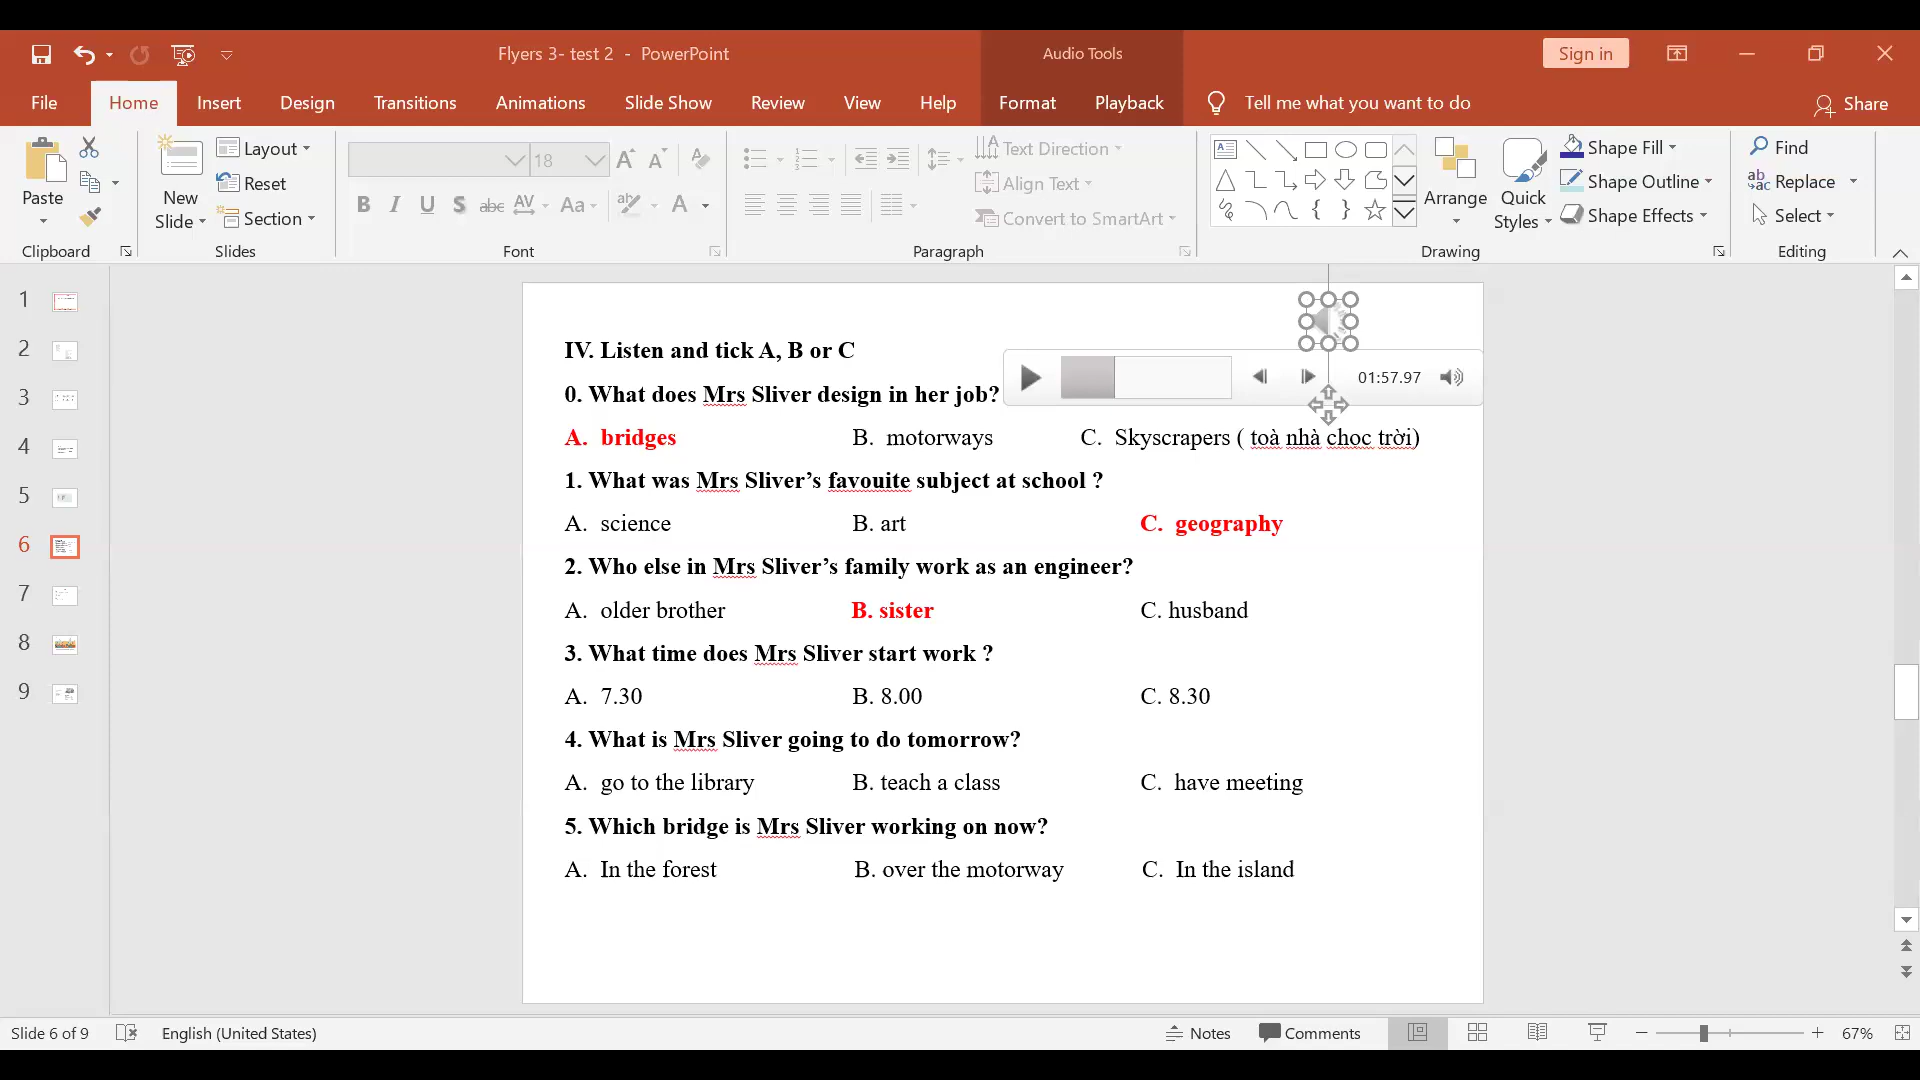 Flyers 3- test 2 - PowerPoint
Audio Tools
Sign in
File Home Insert Design Transitions Animations Slide Show Review View Help Format Playback Tell me what you want to do Share
Paste
Clipboard
New Slide
Layout
Reset
Section
Slides
18
B I U S abc AV Aa A
Font
Text Direction
Align Text
Convert to SmartArt
Paragraph
Arrange
Quick Styles
Shape Fill
Shape Outline
Shape Effects
Drawing
Find
Replace
Select
Editing
1
2
3
4
5
6
7
8
9
IV. Listen and tick A, B or C
01:57.97
0. What does Mrs Sliver design in her job?
A. bridges B. motorways C. Skyscrapers ( toà nhà chọc trời)
1. What was Mrs Sliver’s favouite subject at school ?
A. science B. art C. geography
2. Who else in Mrs Sliver’s family work as an engineer?
A. older brother B. sister C. husband
3. What time does Mrs Sliver start work ?
A. 7.30 B. 8.00 C. 8.30
4. What is Mrs Sliver going to do tomorrow?
A. go to the library B. teach a class C. have meeting
5. Which bridge is Mrs Sliver working on now?
A. In the forest B. over the motorway C. In the island
Slide 6 of 9 English (United States) Notes Comments 67%